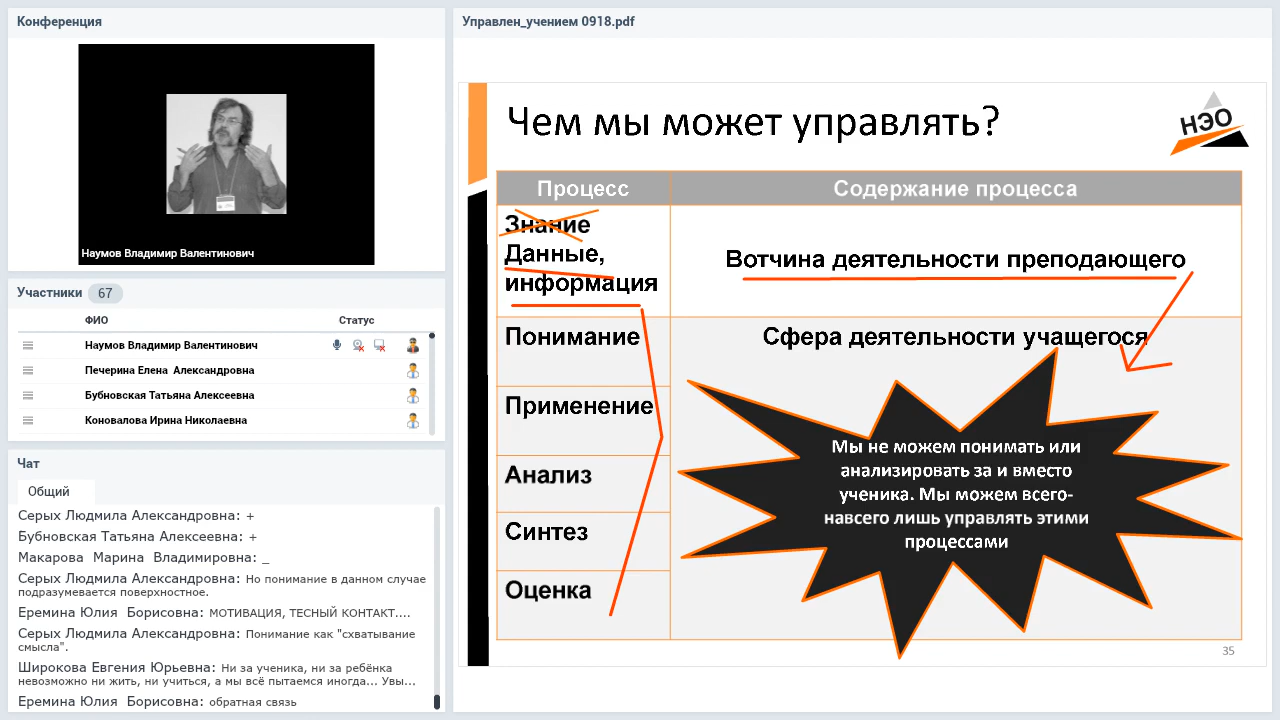 Конференция
Наумов Владимир Валентинович
Участники 67
ФИО Статус
Наумов Владимир Валентинович
Печерина Елена Александровна
Бубновская Татьяна Алексеевна
Коновалова Ирина Николаевна
Чат
Общий
Серых Людмила Александровна: +
Бубновская Татьяна Алексеевна: +
Макарова Марина Владимировна: _
Серых Людмила Александровна: Но понимание в данном случае
подразумевается поверхностное.
Еремина Юлия Борисовна: МОТИВАЦИЯ, ТЕСНЫЙ КОНТАКТ....
Серых Людмила Александровна: Понимание как "схватывание
смысла".
Широкова Евгения Юрьевна: Ни за ученика, ни за ребёнка
невозможно ни жить, ни учиться, а мы всё пытаемся иногда... Увы...
Еремина Юлия Борисовна: обратная связь
Управлен_учением 0918.pdf
Чем мы может управлять?
НЭО
Процесс
Содержание процесса
Знание
Данные,
информация
Вотчина деятельности преподающего
Понимание
Сфера деятельности учащегося
Применение
Анализ
Синтез
Оценка
Мы не можем понимать или
анализировать за и вместо
ученика. Мы можем всего-
навсего лишь управлять этими
процессами
35